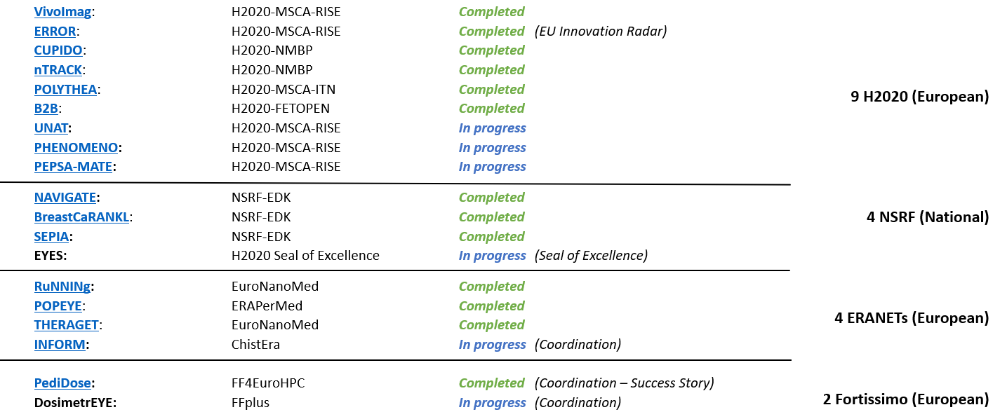 VivoImag: H2020-MSCA-RISE Completed
ERROR: H2020-MSCA-RISE Completed (EU Innovation Radar)
CUPIDO: H2020-NMBP Completed
nTRACK: H2020-NMBP Completed
POLYTHEA: H2020-MSCA-ITN Completed
9 H2020 (European)
B2B: H2020-FETOPEN Completed
UNAT: H2020-MSCA-RISE In progress
PHENOMENO: H2020-MSCA-RISE In progress
PEPSA-MATE: H2020-MSCA-RISE In progress
NAVIGATE: NSRF-EDK Completed
BreastCaRANKL: NSRF-EDK Completed 4 NSRF (National)
SEPIA: NSRF-EDK Completed
EYES: H2020 Seal of Excellence In progress (Seal of Excellence)
RuNNINg: EuroNanoMed Completed
POPEYE: ERAPerMed Completed
4 ERANETs (European)
THERAGET: EuroNanoMed Completed
INFORM: ChistEra In progress (Coordination)
PediDose: FF4EuroHPC Completed (Coordination – Success Story)
DosimetrEYE: FFplus In progress (Coordination) 2 Fortissimo (European)